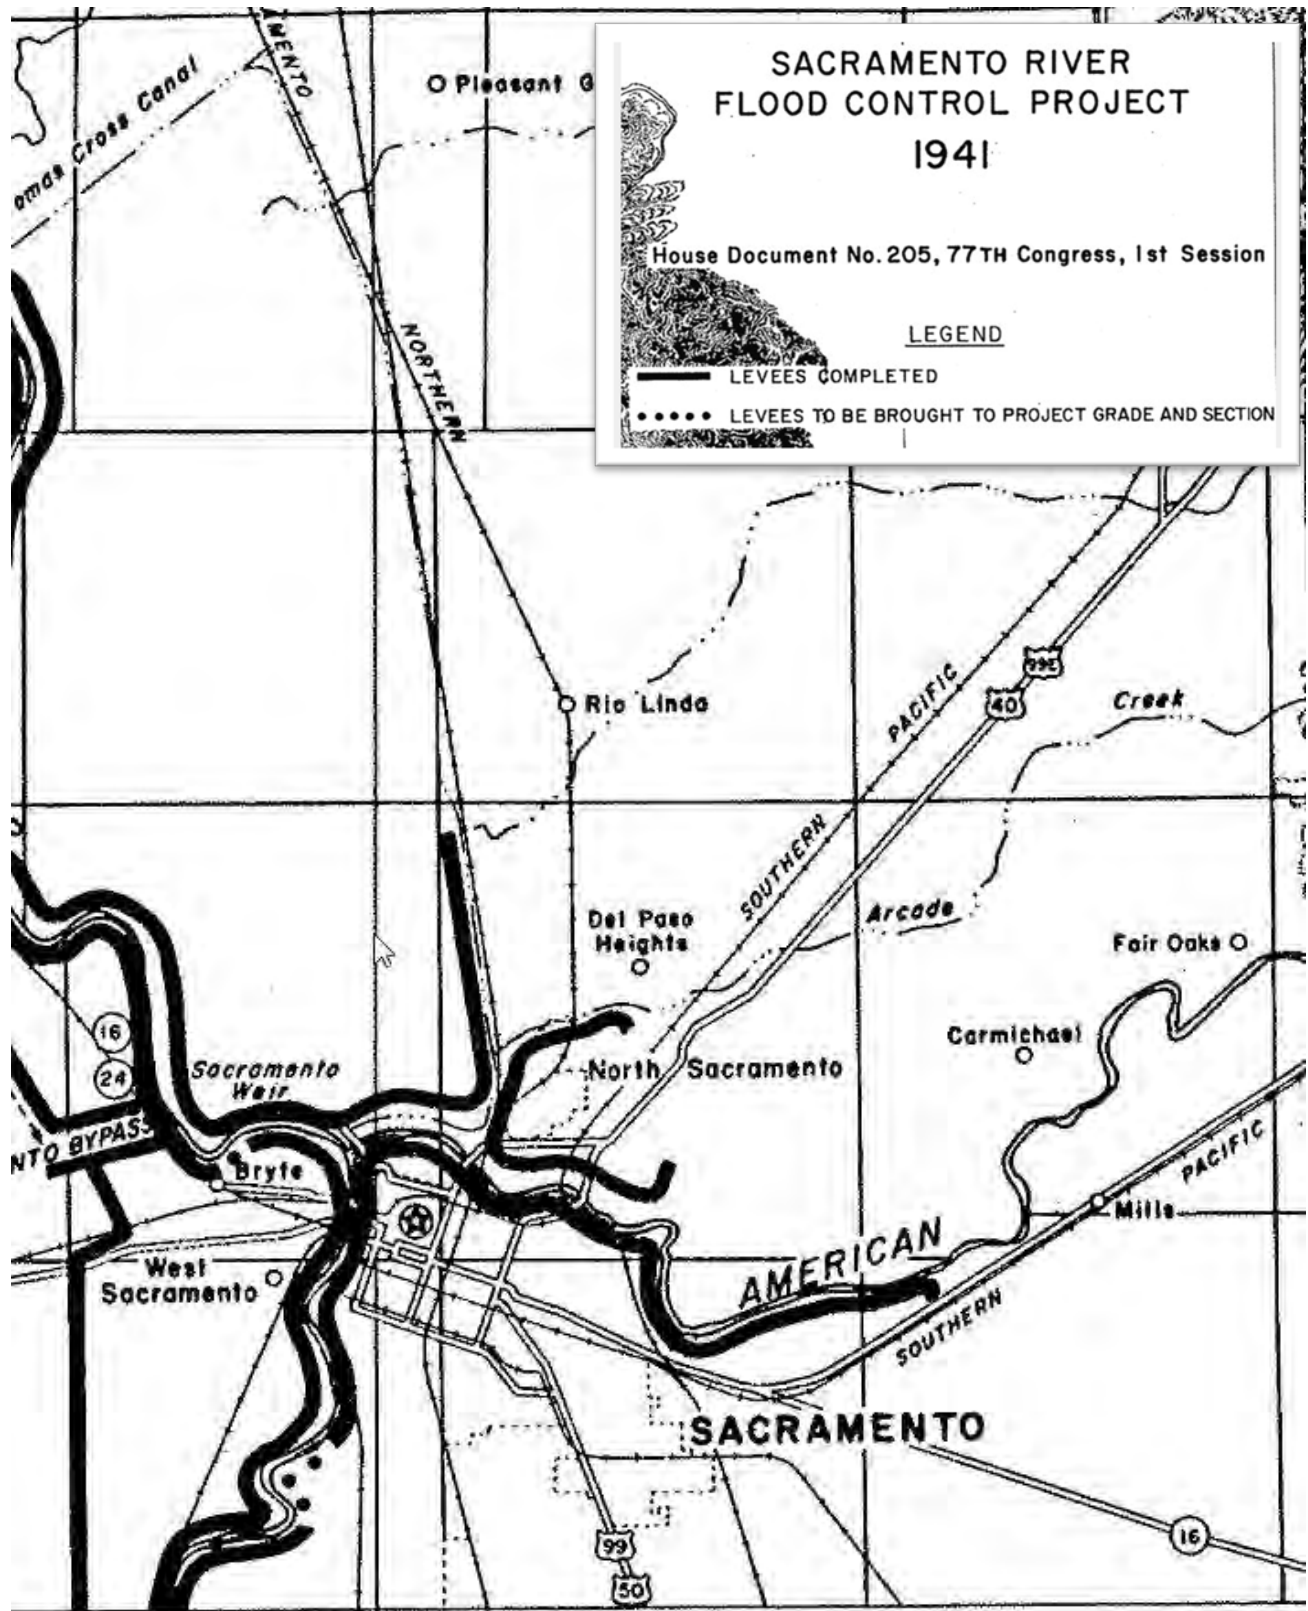 SACRAMENTO RIVER
FLOOD CONTROL PROJECT
1941
House Document No. 205, 77TH Congress, 1st Session
LEGEND
LEVEES COMPLETED
LEVEES TO BE BROUGHT TO PROJECT GRADE AND SECTION
AMENTO
Pleasant G
omas Cross Canal
NORTHERN
99E
40
PACIFIC
Creek
Rio Linda
SOUTHERN
Arcade
Del Paso
Heights
Fair Oaks
16
24
Carmichael
Sacramento
Weir
North Sacramento
NTO BYPASS
Bryte
PACIFIC
Mills
West
Sacramento
AMERICAN
SOUTHERN
SACRAMENTO
99
50
16